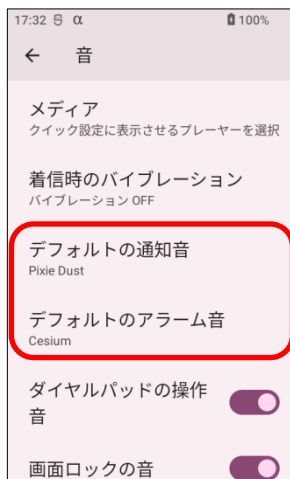 17:32 α 100%
← 音
メディア
クイック設定に表示させるプレーヤーを選択
着信時のバイブレーション
バイブレーション OFF
デフォルトの通知音
Pixie Dust
デフォルトのアラーム音
Cesium
ダイヤルパッドの操作
音
画面ロックの音